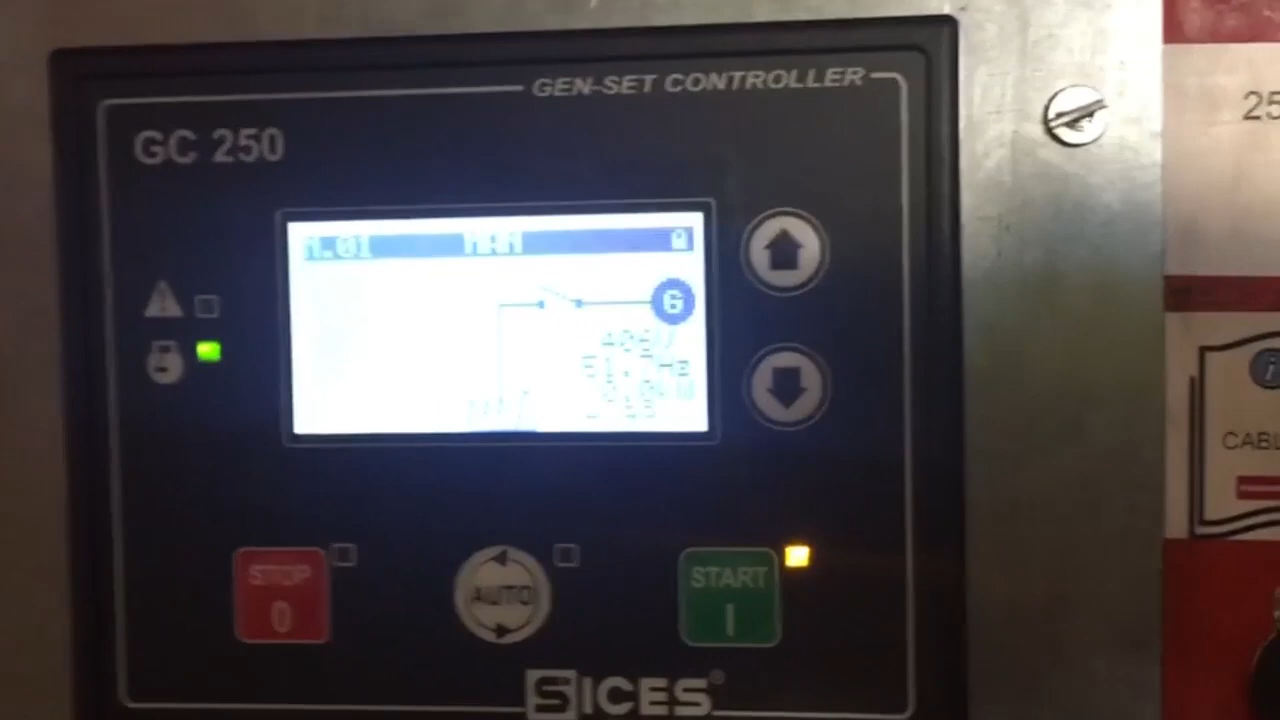 GEN-SET CONTROLLER
GC 250
M.01 MAN
G
STOP
0
AUTO
START
I
SICES®
25
i
CABL